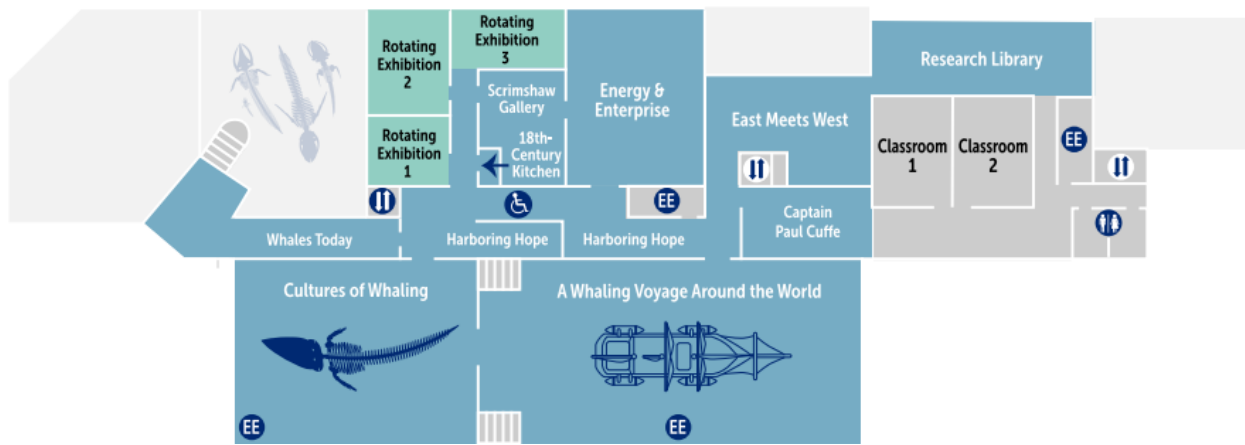 Rotating
Exhibition
2
Rotating
Exhibition
3
Scrimshaw
Gallery
18th-
Century
Kitchen
Energy &
Enterprise
Research Library
East Meets West
Classroom
1
Classroom
2
EE
Rotating
Exhibition
1
EE
Captain
Paul Cuffe
Whales Today
Harboring Hope
Harboring Hope
Cultures of Whaling
A Whaling Voyage Around the World
EE
EE